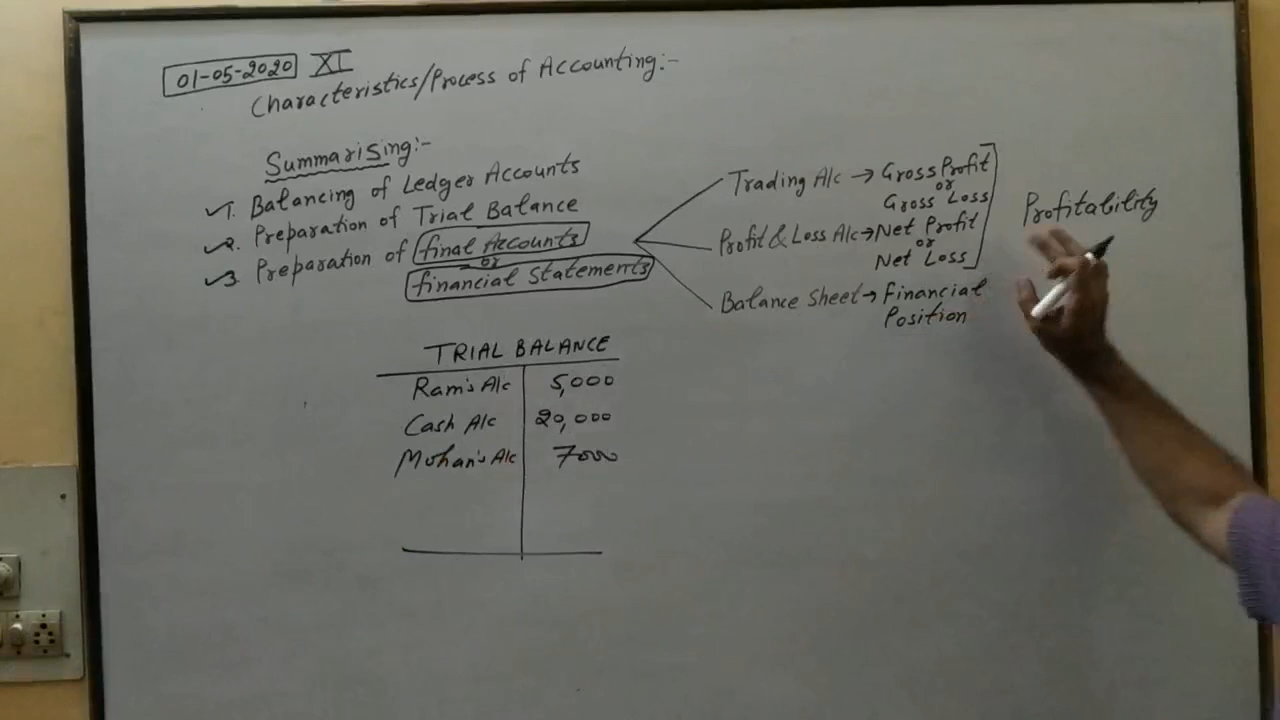 01-05-2020 XI
Characteristics/Process of Accounting:-
Summarising:-
1. Balancing of Ledger Accounts
2. Preparation of Trial Balance
3. Preparation of final Accounts
or
financial Statements
Trading A/c → Gross Profit
or
Gross Loss
Profit & Loss A/c → Net Profit
or
Net Loss
Balance Sheet → Financial
Position
Profitability
TRIAL BALANCE
Ram's A/c 5,000
Cash A/c 20,000
Mohan's A/c 7000